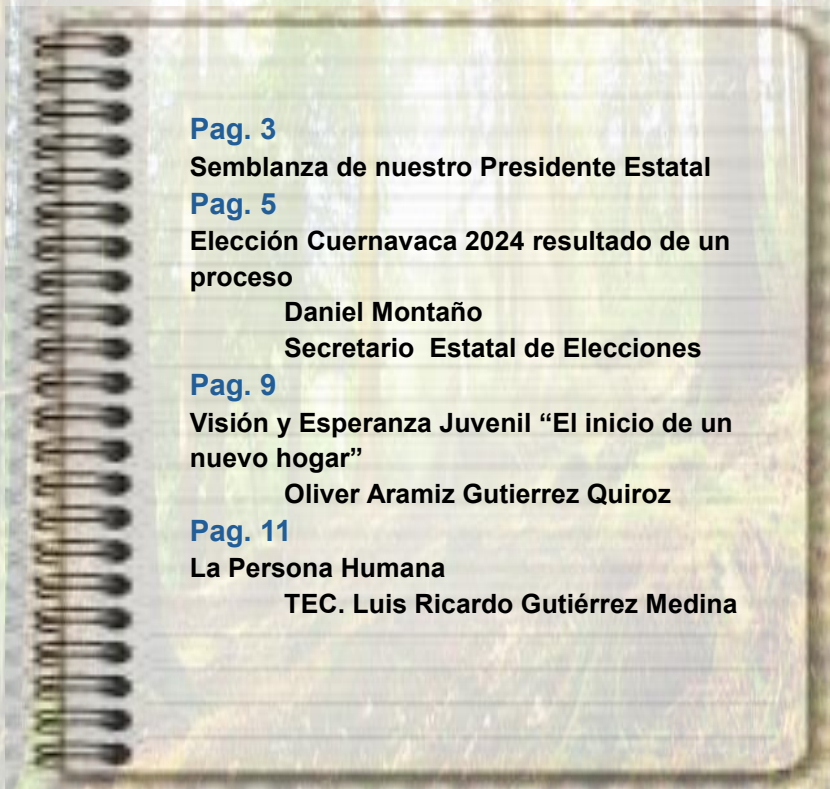 Pag. 3
Semblanza de nuestro Presidente Estatal
Pag. 5
Elección Cuernavaca 2024 resultado de un
proceso
Daniel Montaño
Secretario Estatal de Elecciones
Pag. 9
Visión y Esperanza Juvenil “El inicio de un
nuevo hogar”
Oliver Aramiz Gutierrez Quiroz
Pag. 11
La Persona Humana
TEC. Luis Ricardo Gutiérrez Medina